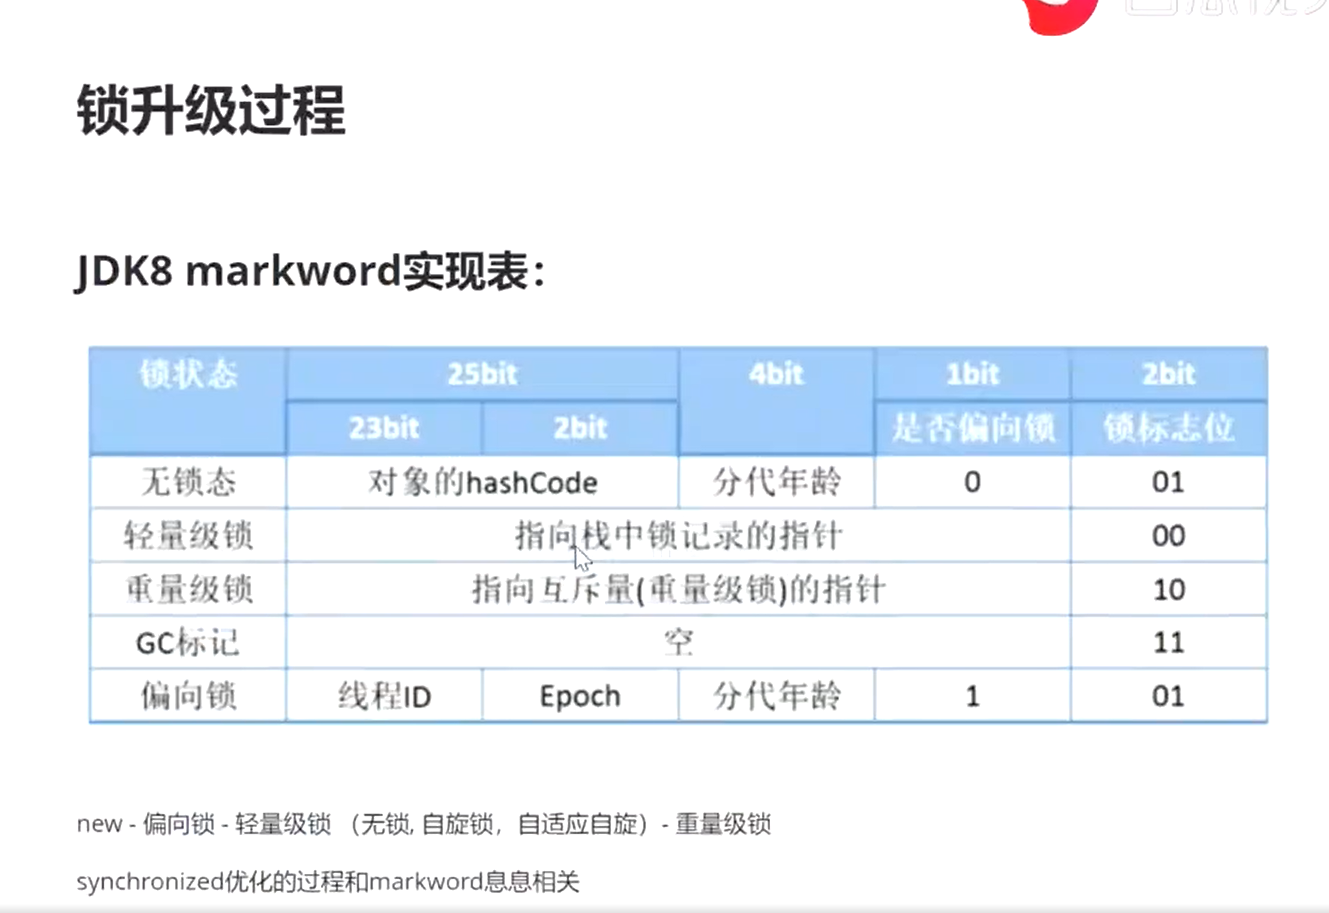 锁升级过程
JDK8 markword实现表：
锁状态 25bit 4bit 1bit 2bit
23bit 2bit 是否偏向锁 锁标志位
无锁态 对象的hashCode 分代年龄 0 01
轻量级锁 指向栈中锁记录的指针 00
重量级锁 指向互斥量(重量级锁)的指针 10
GC标记 空 11
偏向锁 线程ID Epoch 分代年龄 1 01
new - 偏向锁 - 轻量级锁 （无锁, 自旋锁，自适应自旋）- 重量级锁
synchronized优化的过程和markword息息相关